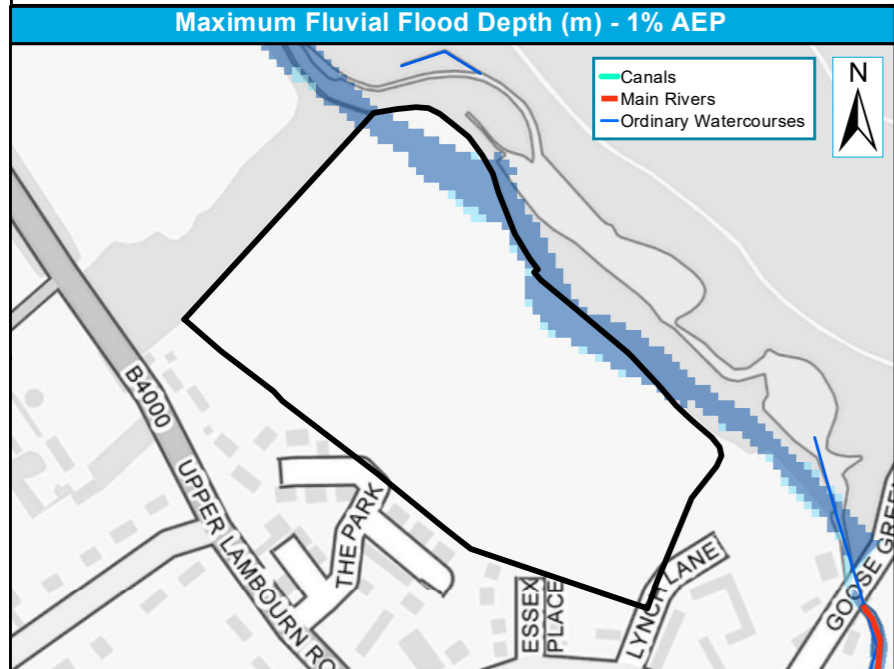 Maximum Fluvial Flood Depth (m) - 1% AEP
Canals
Main Rivers
Ordinary Watercourses
N
B4000
UPPER LAMBOURN RO
THE PARK
ESSEX
PLACE
LYNCH LANE
GOOSE GREEN